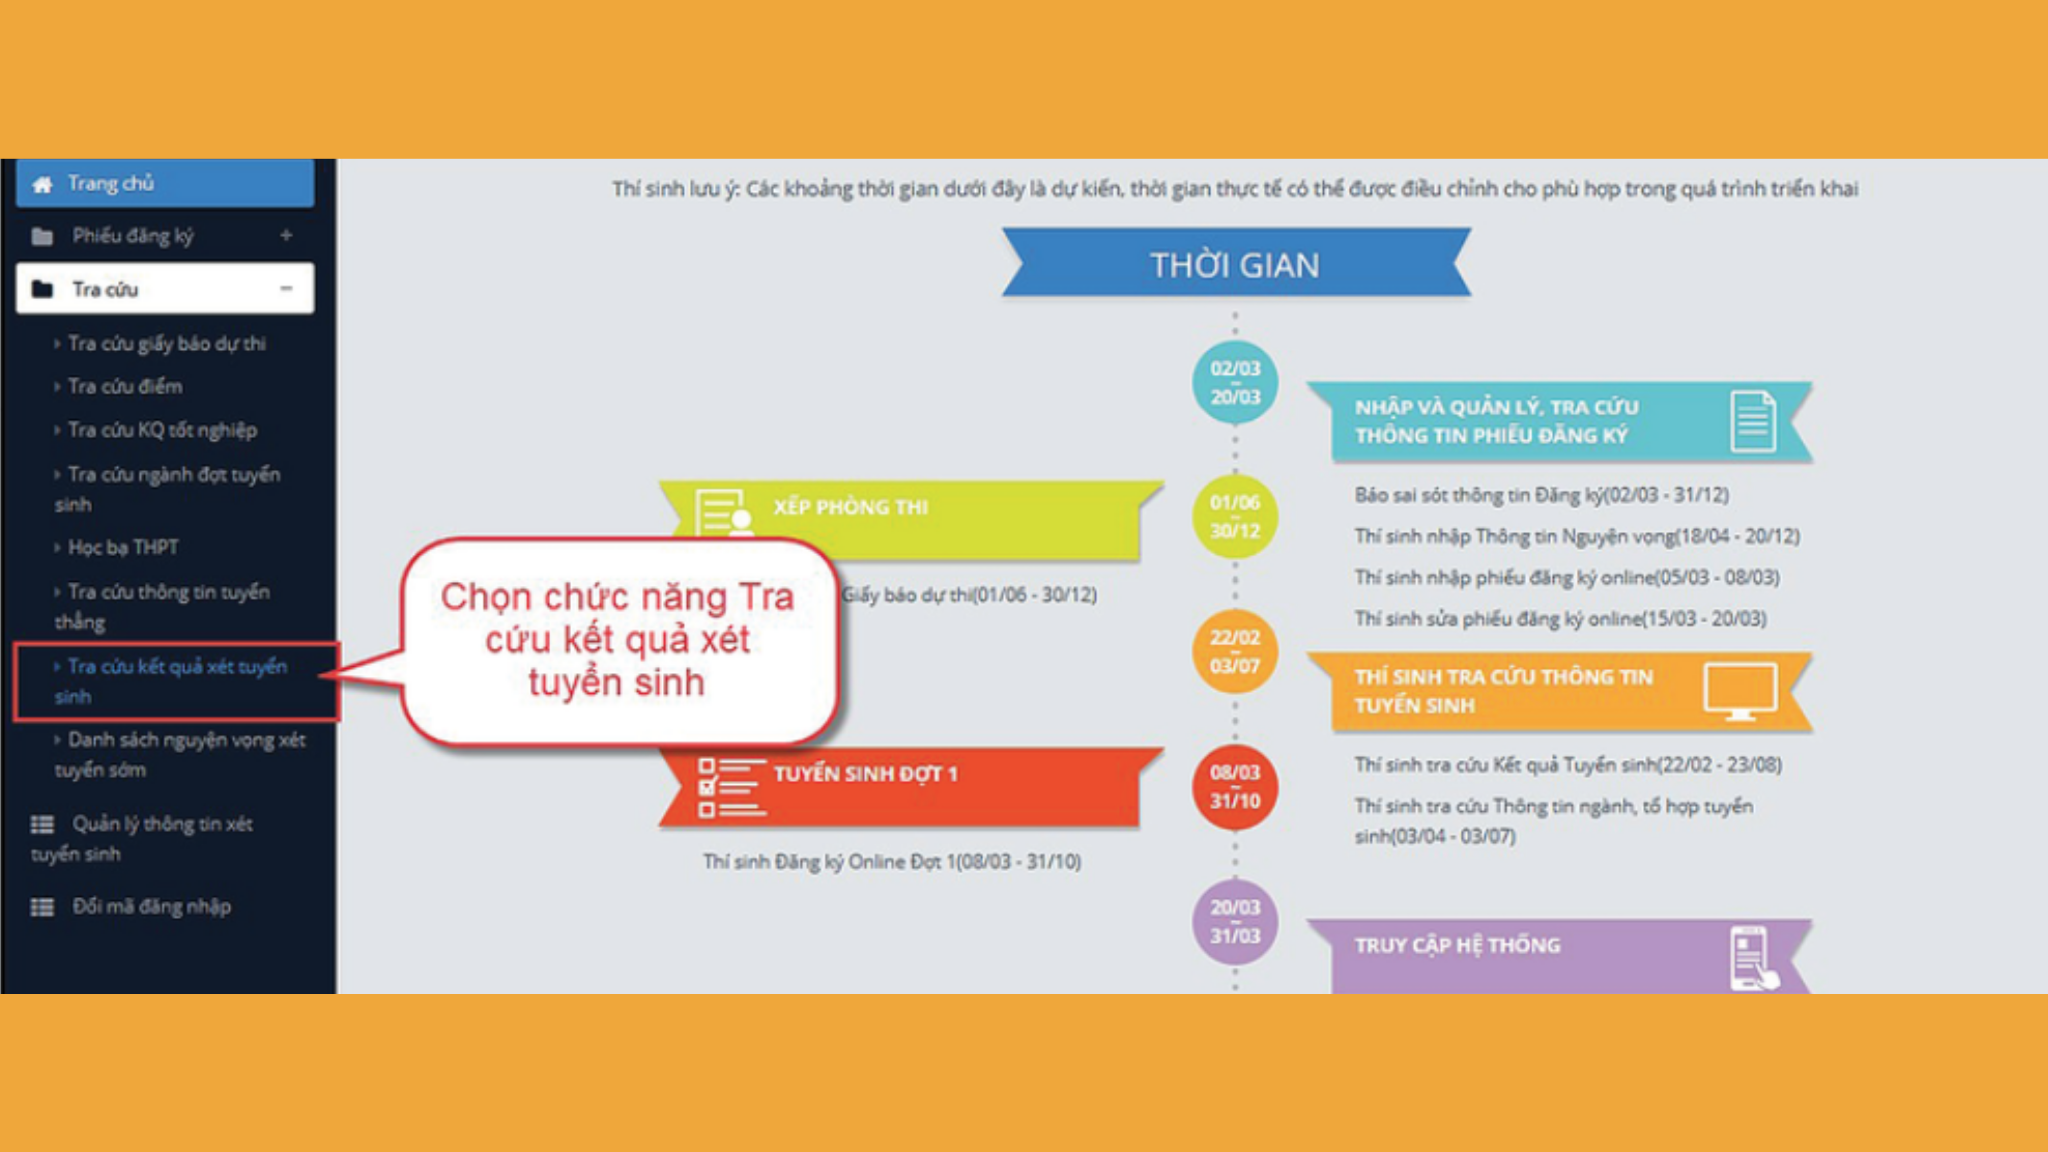 Trang chủ
Phiếu đăng ký
Tra cứu
Tra cứu giấy báo dự thi
Tra cứu điểm
Tra cứu KQ tốt nghiệp
Tra cứu ngành đợt tuyển
sinh
Học bạ THPT
Tra cứu thông tin tuyển
thẳng
Tra cứu kết quả xét tuyển
sinh
Danh sách nguyện vọng xét
tuyển sớm
Quản lý thông tin xét
tuyển sinh
Đổi mã đăng nhập
Chọn chức năng Tra
cứu kết quả xét
tuyển sinh
Thí sinh lưu ý: Các khoảng thời gian dưới đây là dự kiến, thời gian thực tế có thể được điều chỉnh cho phù hợp trong quá trình triển khai
THỜI GIAN
02/03
~
20/03
NHẬP VÀ QUẢN LÝ, TRA CỨU
THÔNG TIN PHIẾU ĐĂNG KÝ
Báo sai sót thông tin Đăng ký(02/03 - 31/12)
Thí sinh nhập Thông tin Nguyện vọng(18/04 - 20/12)
Thí sinh nhập phiếu đăng ký online(05/03 - 08/03)
Thí sinh sửa phiếu đăng ký online(15/03 - 20/03)
XẾP PHÒNG THI
01/06
~
30/12
Giấy báo dự thi(01/06 - 30/12)
22/02
~
03/07
THÍ SINH TRA CỨU THÔNG TIN
TUYỂN SINH
Thí sinh tra cứu Kết quả Tuyển sinh(22/02 - 23/08)
Thí sinh tra cứu Thông tin ngành, tổ hợp tuyển
sinh(03/04 - 03/07)
TUYỂN SINH ĐỢT 1
08/03
~
31/10
Thí sinh Đăng ký Online Đợt 1(08/03 - 31/10)
20/03
~
31/03
TRUY CẬP HỆ THỐNG